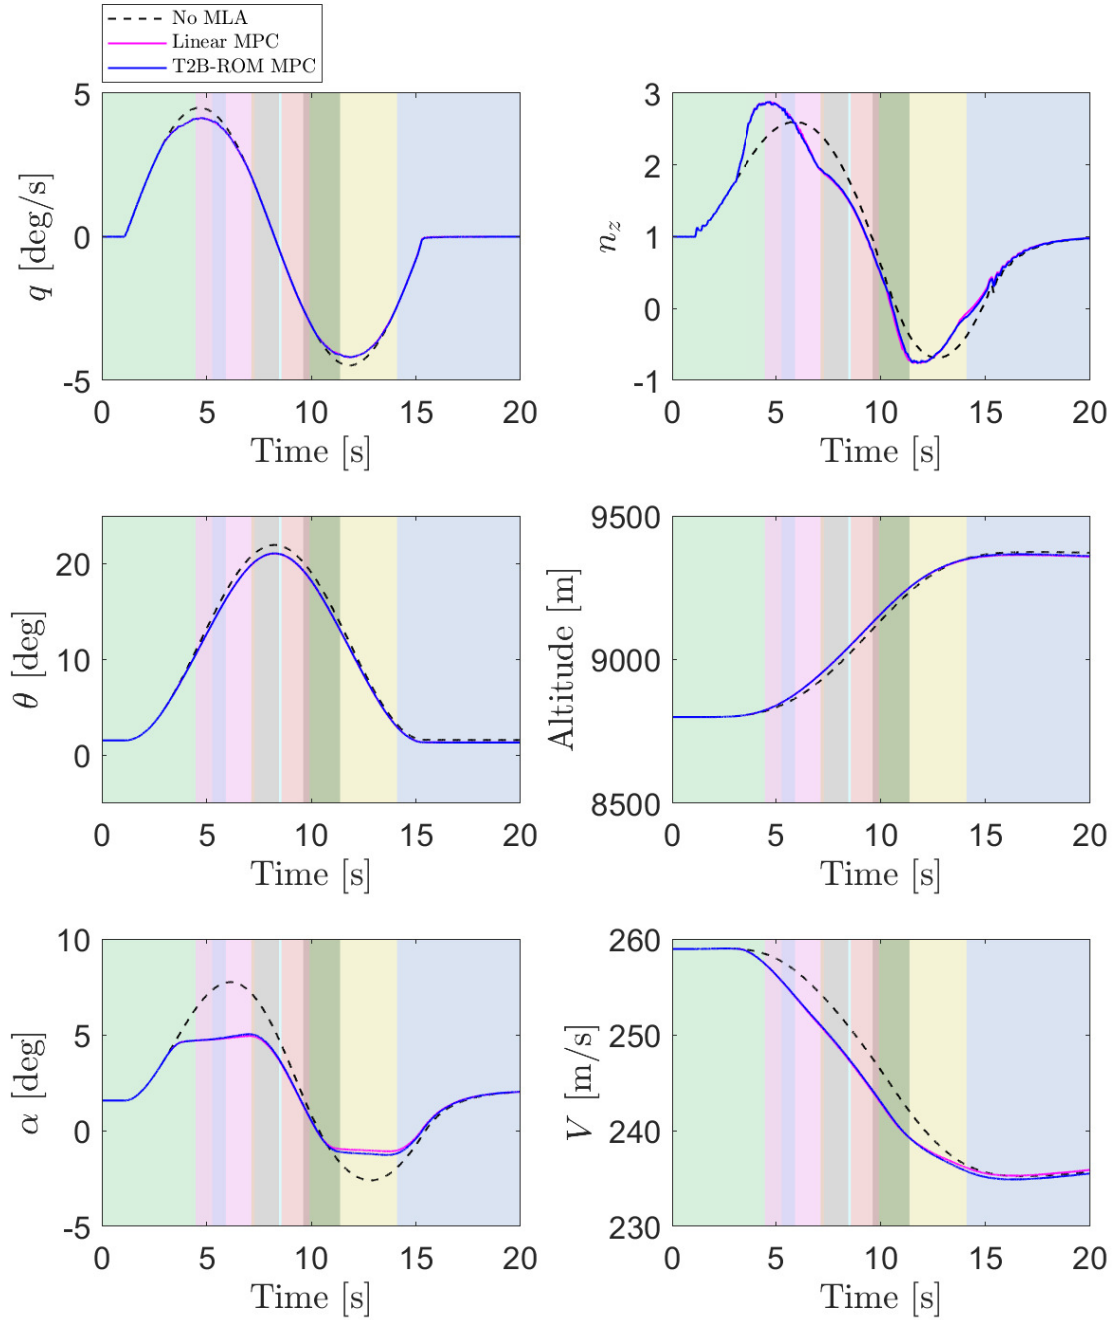 No MLA
Linear MPC
T2B-ROM MPC
5
0
-5
q [deg/s]
0 5 10 15 20
Time [s]
3
2
1
0
-1
n_z
0 5 10 15 20
Time [s]
20
10
0
θ [deg]
0 5 10 15 20
Time [s]
9500
9000
8500
Altitude [m]
0 5 10 15 20
Time [s]
10
5
0
-5
α [deg]
0 5 10 15 20
Time [s]
260
250
240
230
V [m/s]
0 5 10 15 20
Time [s]